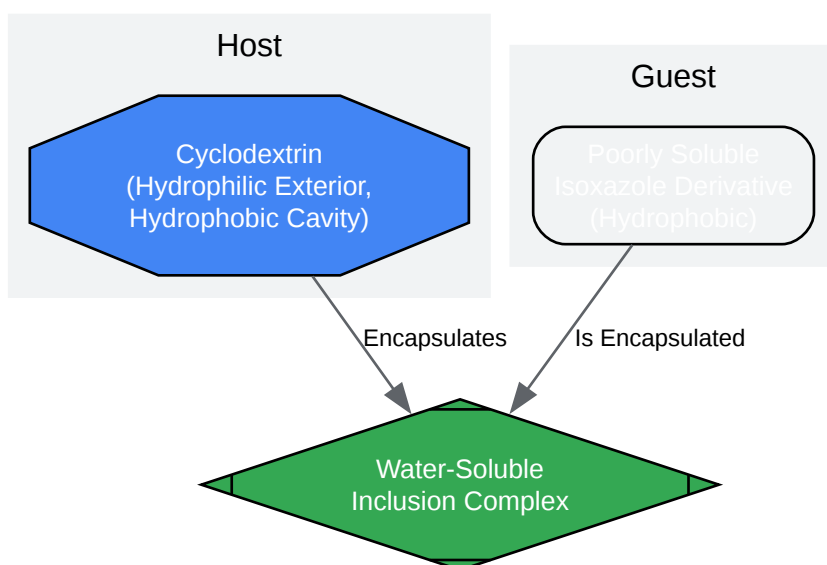 Host
Guest
Cyclodextrin
(Hydrophilic Exterior,
Hydrophobic Cavity)
Poorly Soluble
Isoxazole Derivative
(Hydrophobic)
Encapsulates
Is Encapsulated
Water-Soluble
Inclusion Complex